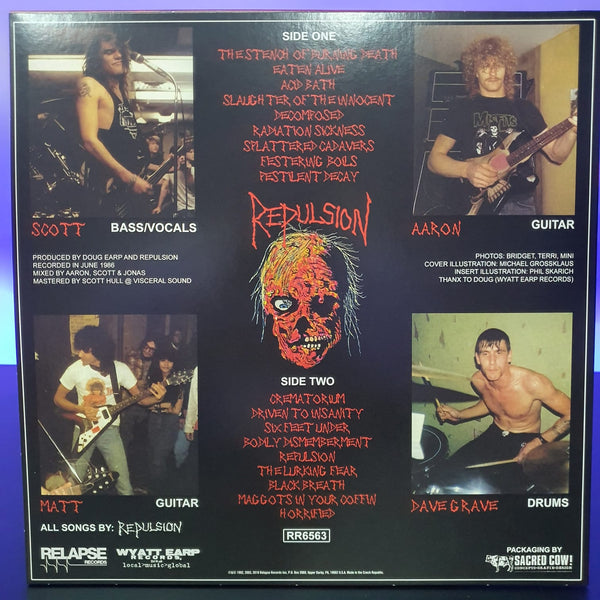 SIDE ONE
THE STENCH OF BURNING DEATH
EATEN ALIVE
ACID BATH
SLAUGHTER OF THE INNOCENT
DECOMPOSED
RADIATION SICKNESS
SPLATTERED CADAVERS
FESTERING BOILS
PESTILENT DECAY
MISFITS
SCOTT BASS/VOCALS
REPULSION
AARON GUITAR
PRODUCED BY DOUG EARP AND REPULSION
RECORDED IN JUNE 1986
MIXED BY AARON, SCOTT & JONAS
MASTERED BY SCOTT HULL @ VISCERAL SOUND
PHOTOS: BRIDGET, TERRI, MINI
COVER ILLUSTRATION: MICHAEL GROSSKLAUS
INSERT ILLUSTRATION: PHIL SKARICH
THANX TO DOUG (WYATT EARP RECORDS)
SIDE TWO
CREMATORIUM
DRIVEN TO INSANITY
SIX FEET UNDER
BODILY DISMEMBERMENT
REPULSION
THE LURKING FEAR
BLACK BREATH
MAGGOTS IN YOUR COFFIN
HORRIFIED
MATT GUITAR
DAVE GRAVE DRUMS
ALL SONGS BY: REPULSION
RR6563
RELAPSE
RECORDS
WYATT EARP
RECORDS
local>music>global
PACKAGING BY
SACRED COW!
CONCEPTS•CRAFT•DESIGN